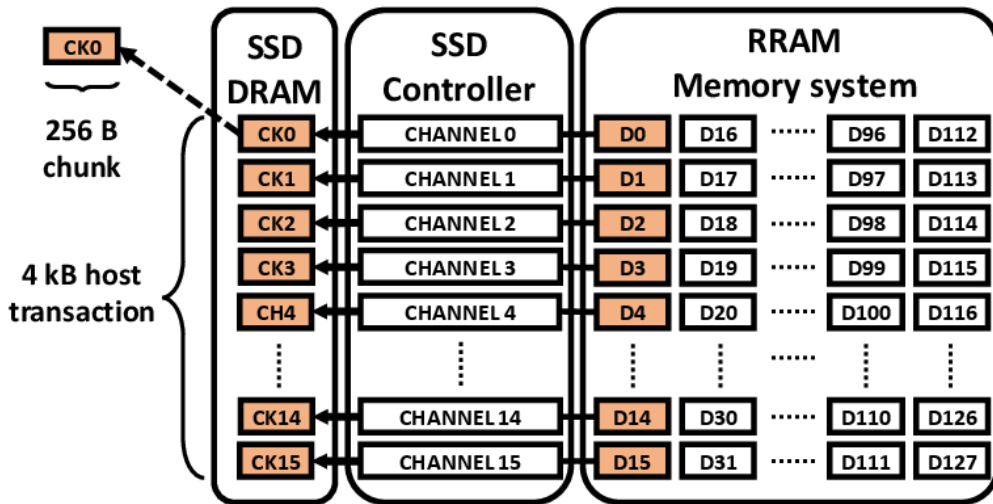 CK0
256 B
chunk
4 kB host
transaction
SSD
DRAM
CK0
CK1
CK2
CK3
CH4
CK14
CK15
SSD
Controller
CHANNEL 0
CHANNEL 1
CHANNEL 2
CHANNEL 3
CHANNEL 4
CHANNEL 14
CHANNEL 15
RRAM
Memory system
D0 D16 D96 D112
D1 D17 D97 D113
D2 D18 D98 D114
D3 D19 D99 D115
D4 D20 D100 D116
D14 D30 D110 D126
D15 D31 D111 D127